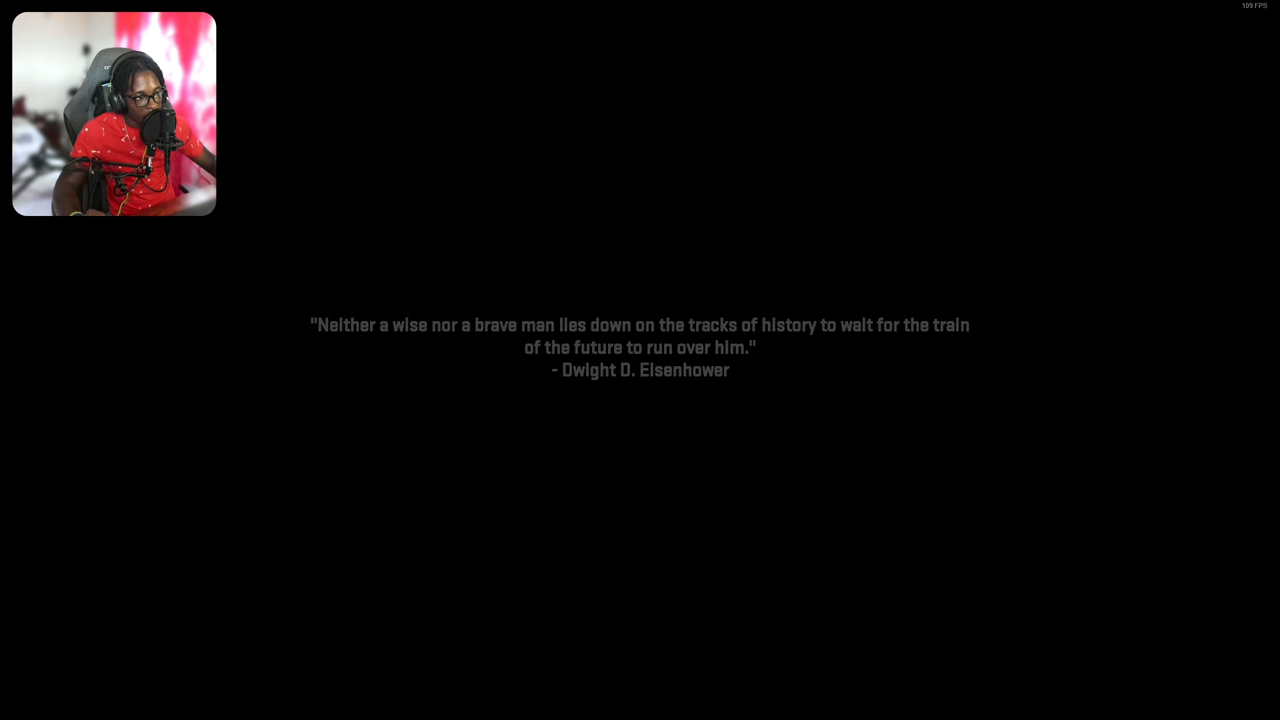 109 FPS
"Neither a wise nor a brave man lies down on the tracks of history to wait for the train
of the future to run over him."
- Dwight D. Eisenhower